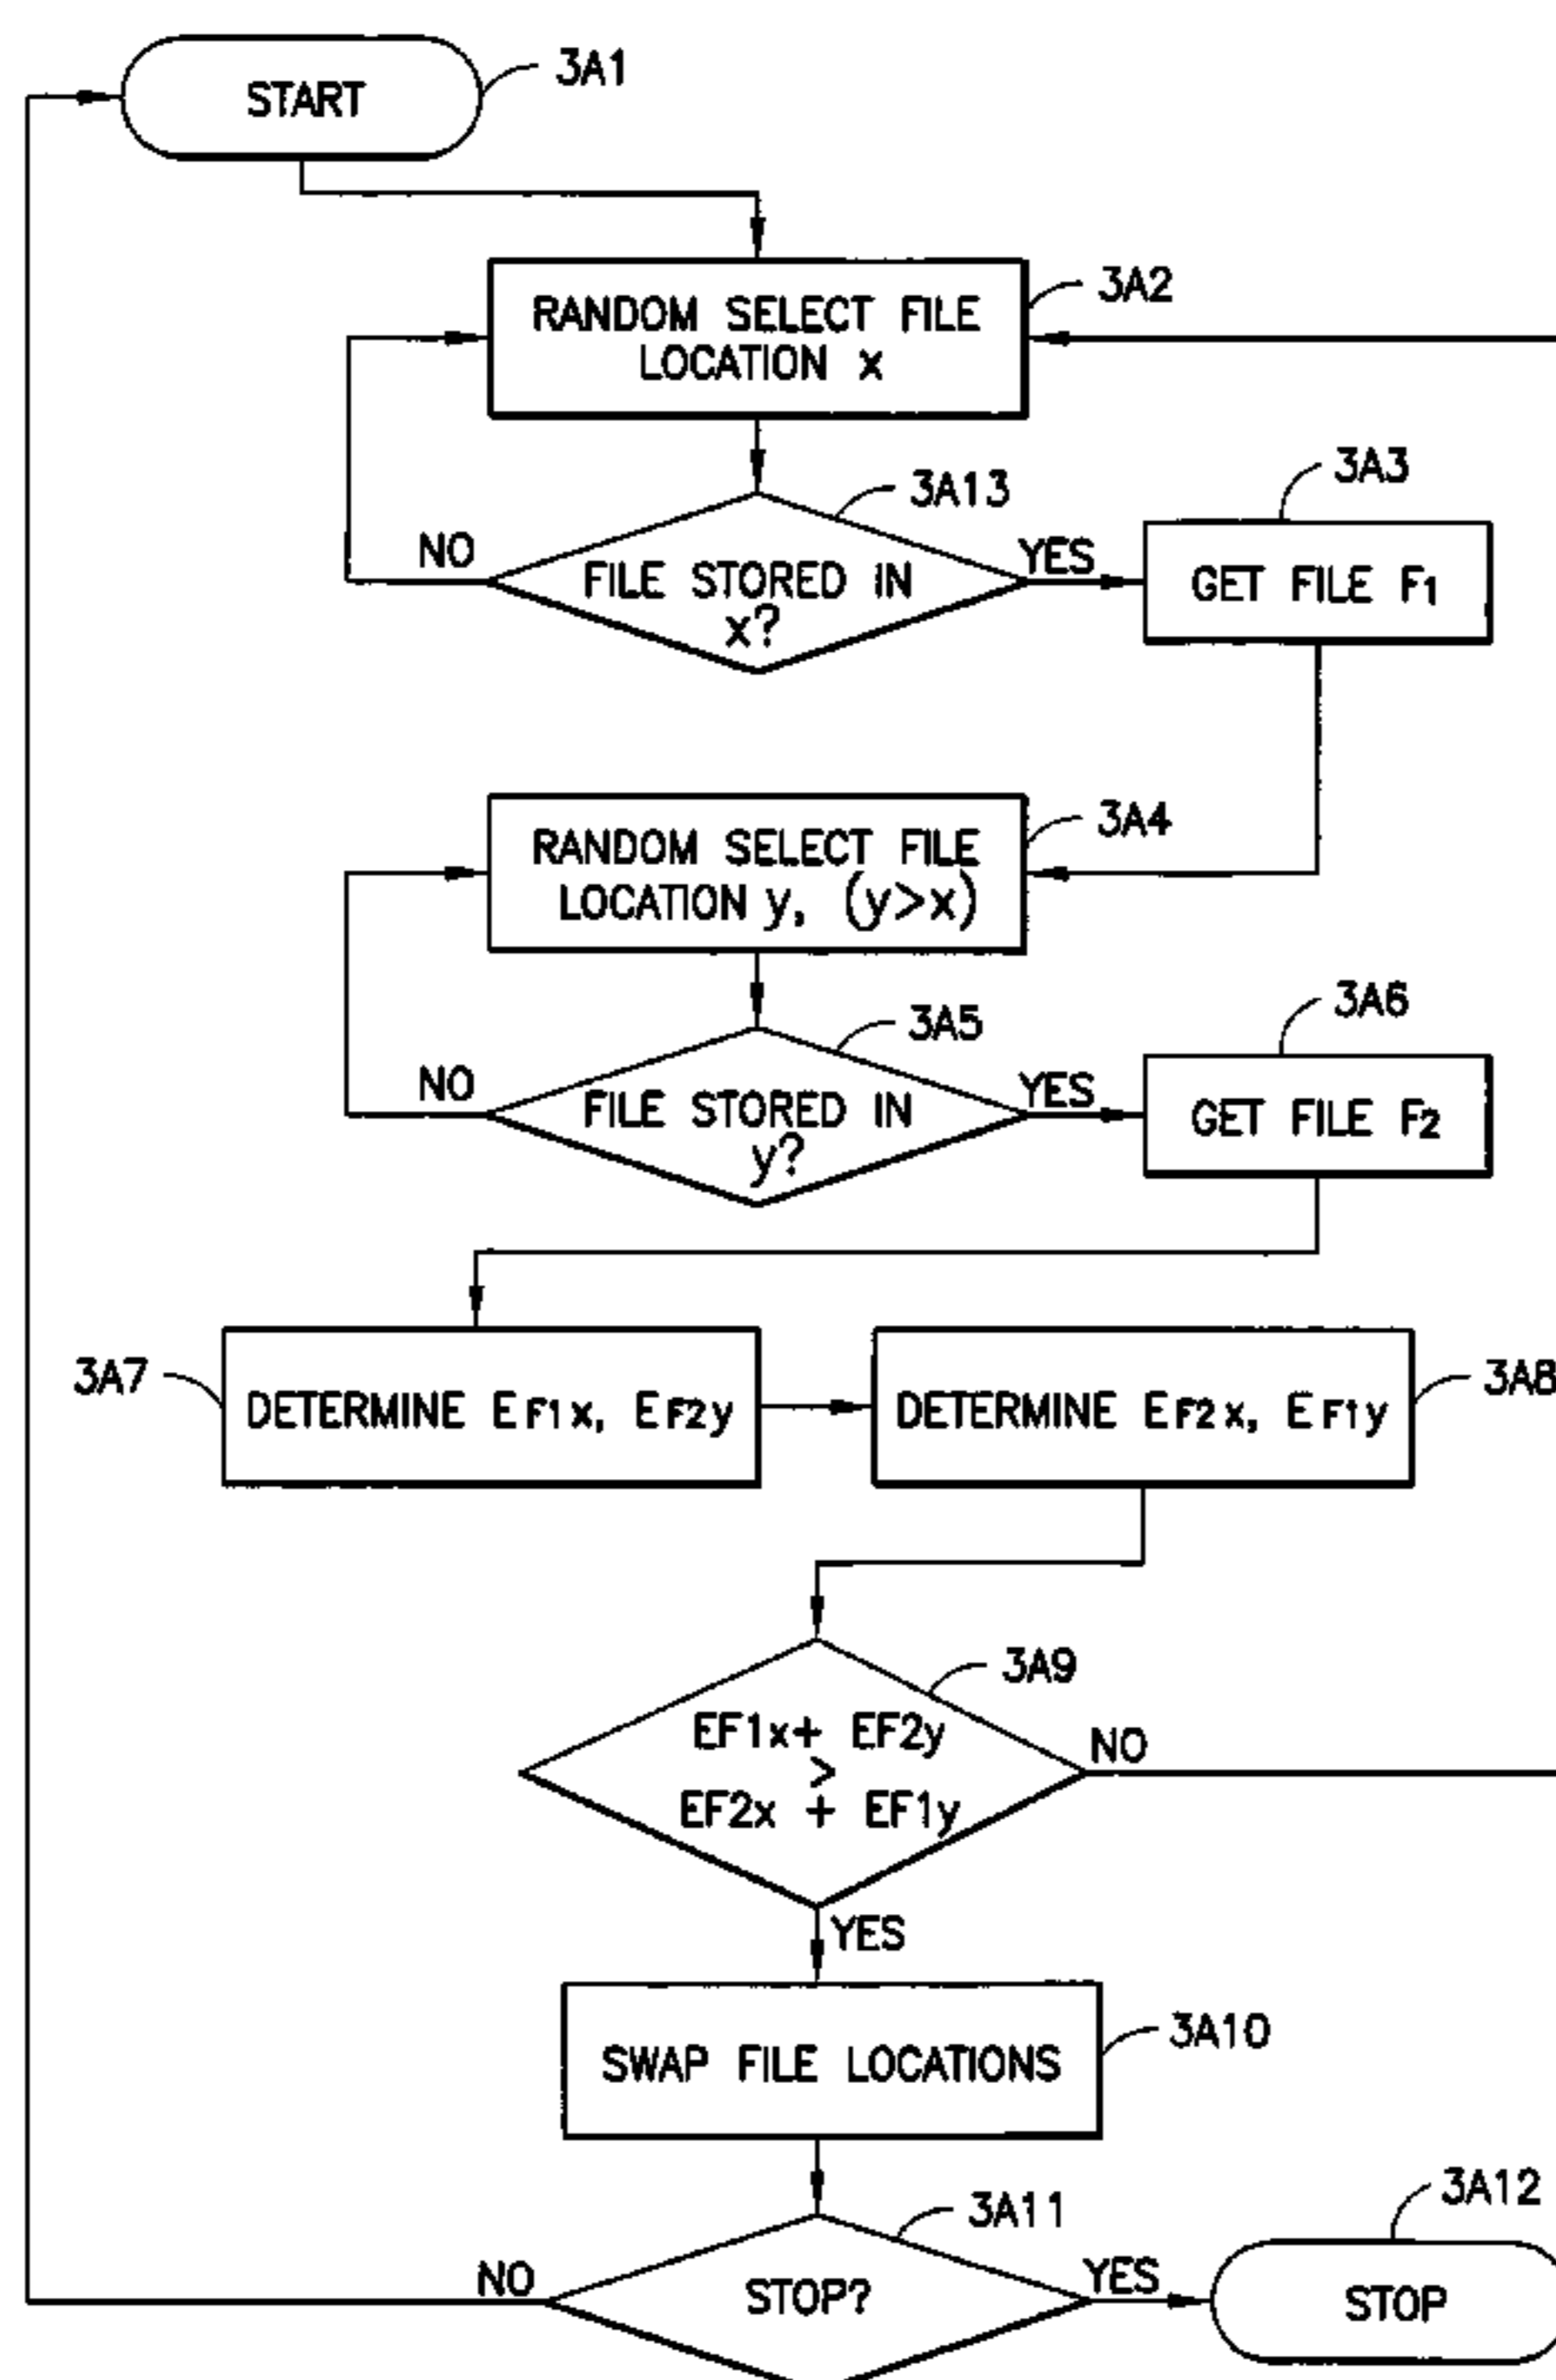 START
3A1
RANDOM SELECT FILE
LOCATION x
3A2
3A13
3A3
NO
FILE STORED IN
x?
YES
GET FILE F1
RANDOM SELECT FILE
LOCATION y, (y>x)
3A4
3A5
3A6
NO
FILE STORED IN
y?
YES
GET FILE F2
3A7
DETERMINE EF1x, EF2y
DETERMINE EF2x, EF1y
3A8
3A9
EF1x+ EF2y
>
EF2x + EF1y
NO
YES
SWAP FILE LOCATIONS
3A10
3A11
3A12
NO
STOP?
YES
STOP